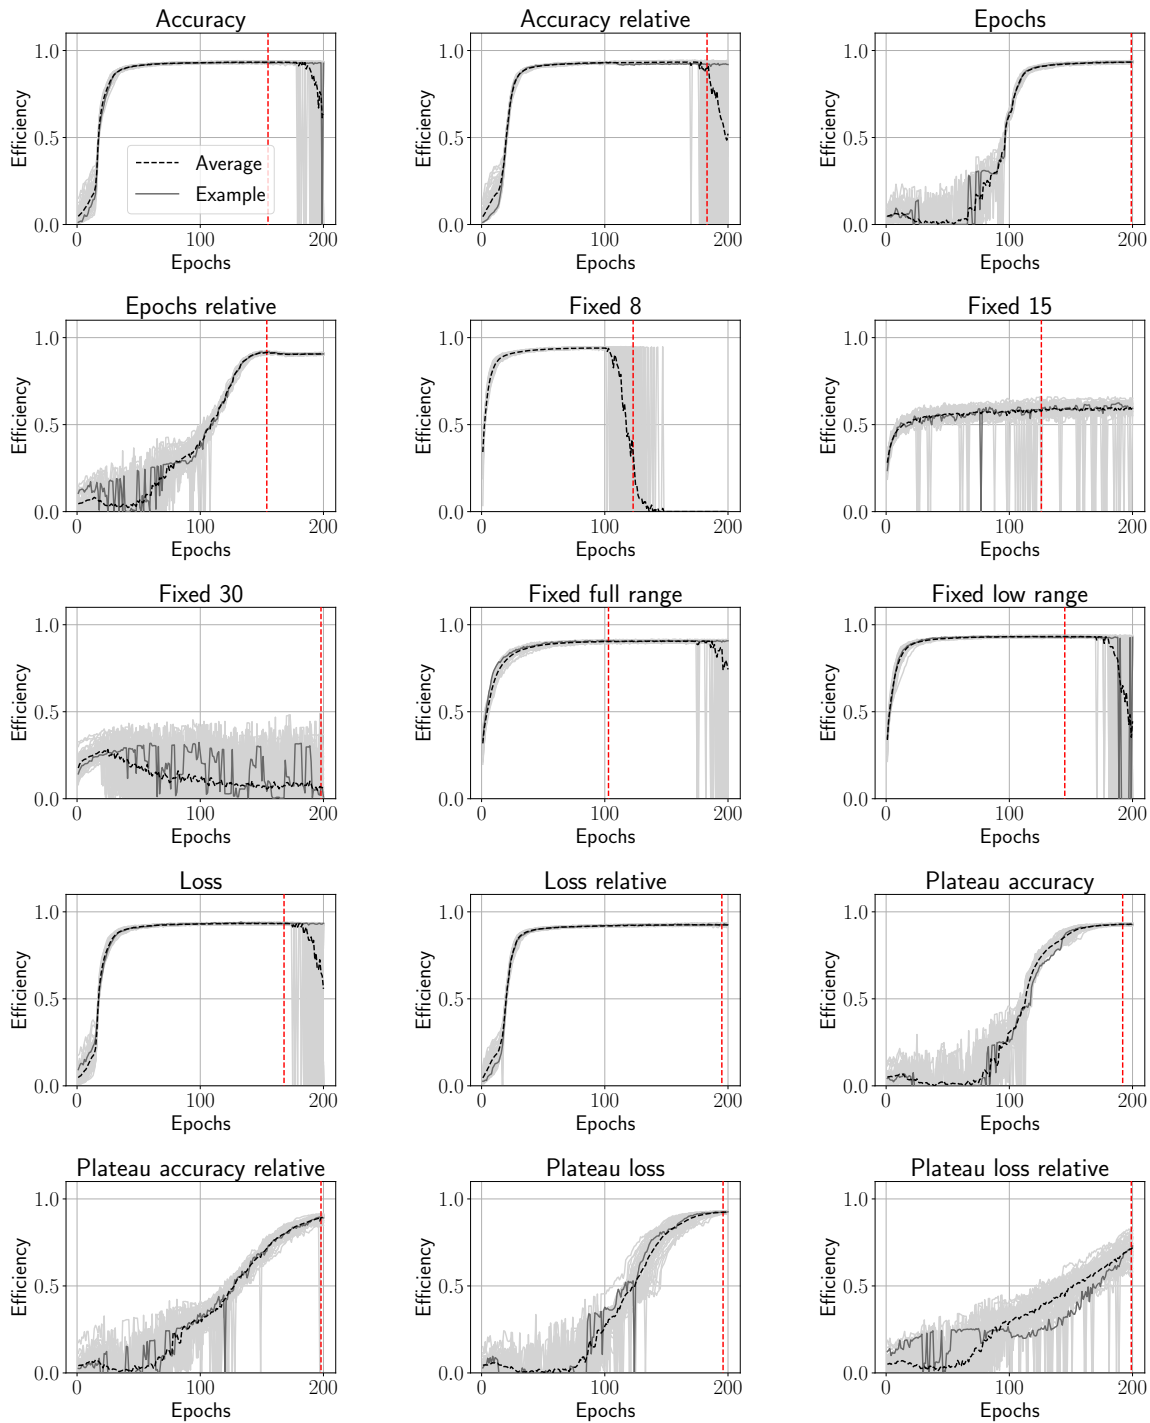 Accuracy
Accuracy relative
Epochs
1.0
0.5
0.0
Efficiency
Average
Example
0
100
200
Epochs
1.0
0.5
0.0
Efficiency
0
100
200
Epochs
1.0
0.5
0.0
Efficiency
0
100
200
Epochs
Epochs relative
Fixed 8
Fixed 15
1.0
0.5
0.0
Efficiency
0
100
200
Epochs
1.0
0.5
0.0
Efficiency
0
100
200
Epochs
1.0
0.5
0.0
Efficiency
0
100
200
Epochs
Fixed 30
Fixed full range
Fixed low range
1.0
0.5
0.0
Efficiency
0
100
200
Epochs
1.0
0.5
0.0
Efficiency
0
100
200
Epochs
1.0
0.5
0.0
Efficiency
0
100
200
Epochs
Loss
Loss relative
Plateau accuracy
1.0
0.5
0.0
Efficiency
0
100
200
Epochs
1.0
0.5
0.0
Efficiency
0
100
200
Epochs
1.0
0.5
0.0
Efficiency
0
100
200
Epochs
Plateau accuracy relative
Plateau loss
Plateau loss relative
1.0
0.5
0.0
Efficiency
0
100
200
Epochs
1.0
0.5
0.0
Efficiency
0
100
200
Epochs
1.0
0.5
0.0
Efficiency
0
100
200
Epochs